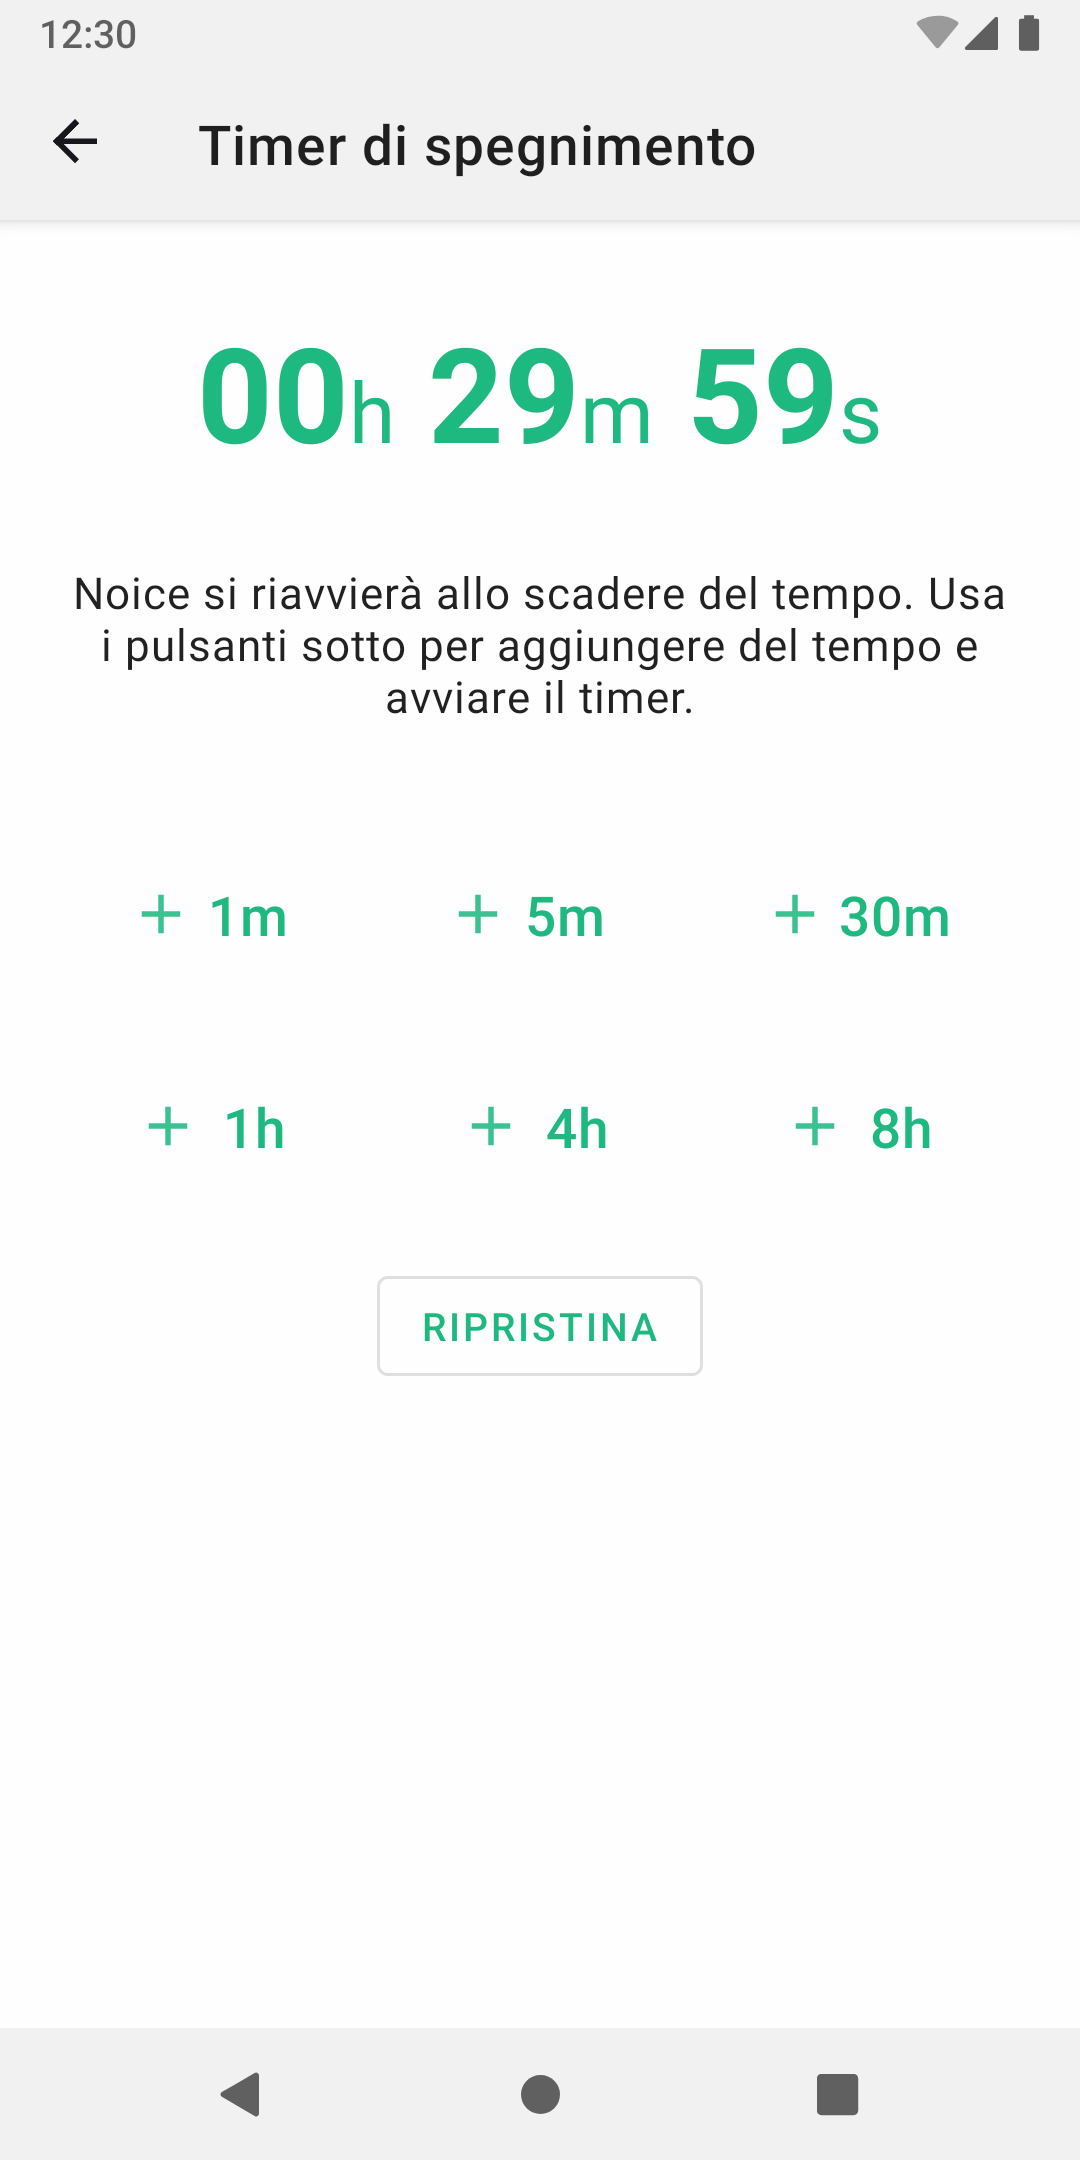 12:30
Timer di spegnimento
00h 29m 59s
Noice si riavvierà allo scadere del tempo. Usa
i pulsanti sotto per aggiungere del tempo e
avviare il timer.
+ 1m + 5m + 30m
+ 1h + 4h + 8h
RIPRISTINA